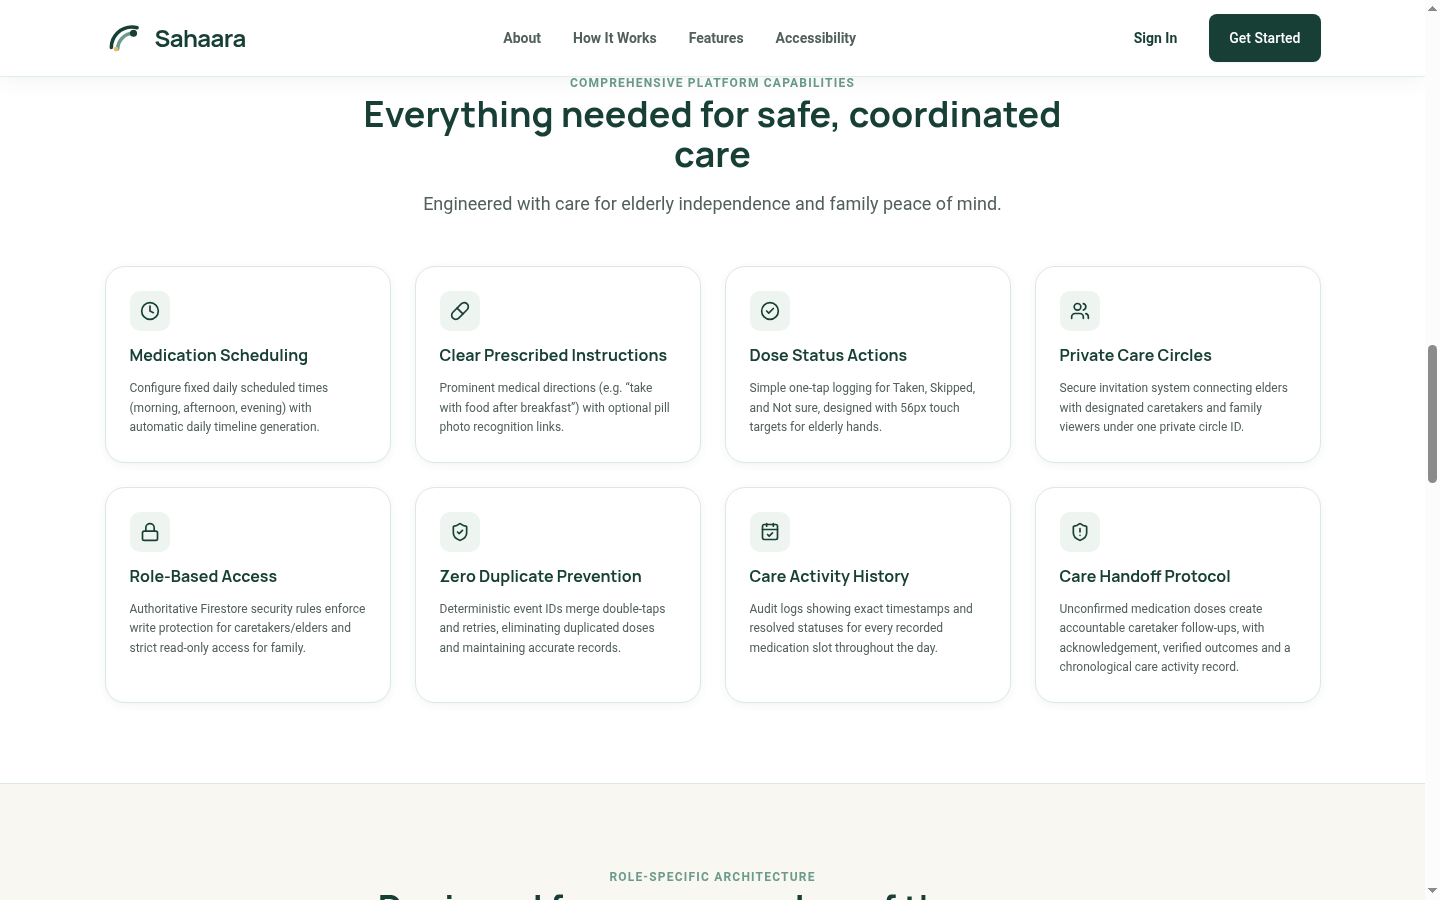 Sahaara
About
How It Works
Features
Accessibility
Sign In
Get Started
COMPREHENSIVE PLATFORM CAPABILITIES
Everything needed for safe, coordinated
care
Engineered with care for elderly independence and family peace of mind.
Medication Scheduling
Configure fixed daily scheduled times
(morning, afternoon, evening) with
automatic daily timeline generation.
Clear Prescribed Instructions
Prominent medical directions (e.g. “take
with food after breakfast”) with optional pill
photo recognition links.
Dose Status Actions
Simple one-tap logging for Taken, Skipped,
and Not sure, designed with 56px touch
targets for elderly hands.
Private Care Circles
Secure invitation system connecting elders
with designated caretakers and family
viewers under one private circle ID.
Role-Based Access
Authoritative Firestore security rules enforce
write protection for caretakers/elders and
strict read-only access for family.
Zero Duplicate Prevention
Deterministic event IDs merge double-taps
and retries, eliminating duplicated doses
and maintaining accurate records.
Care Activity History
Audit logs showing exact timestamps and
resolved statuses for every recorded
medication slot throughout the day.
Care Handoff Protocol
Unconfirmed medication doses create
accountable caretaker follow-ups, with
acknowledgement, verified outcomes and a
chronological care activity record.
ROLE-SPECIFIC ARCHITECTURE